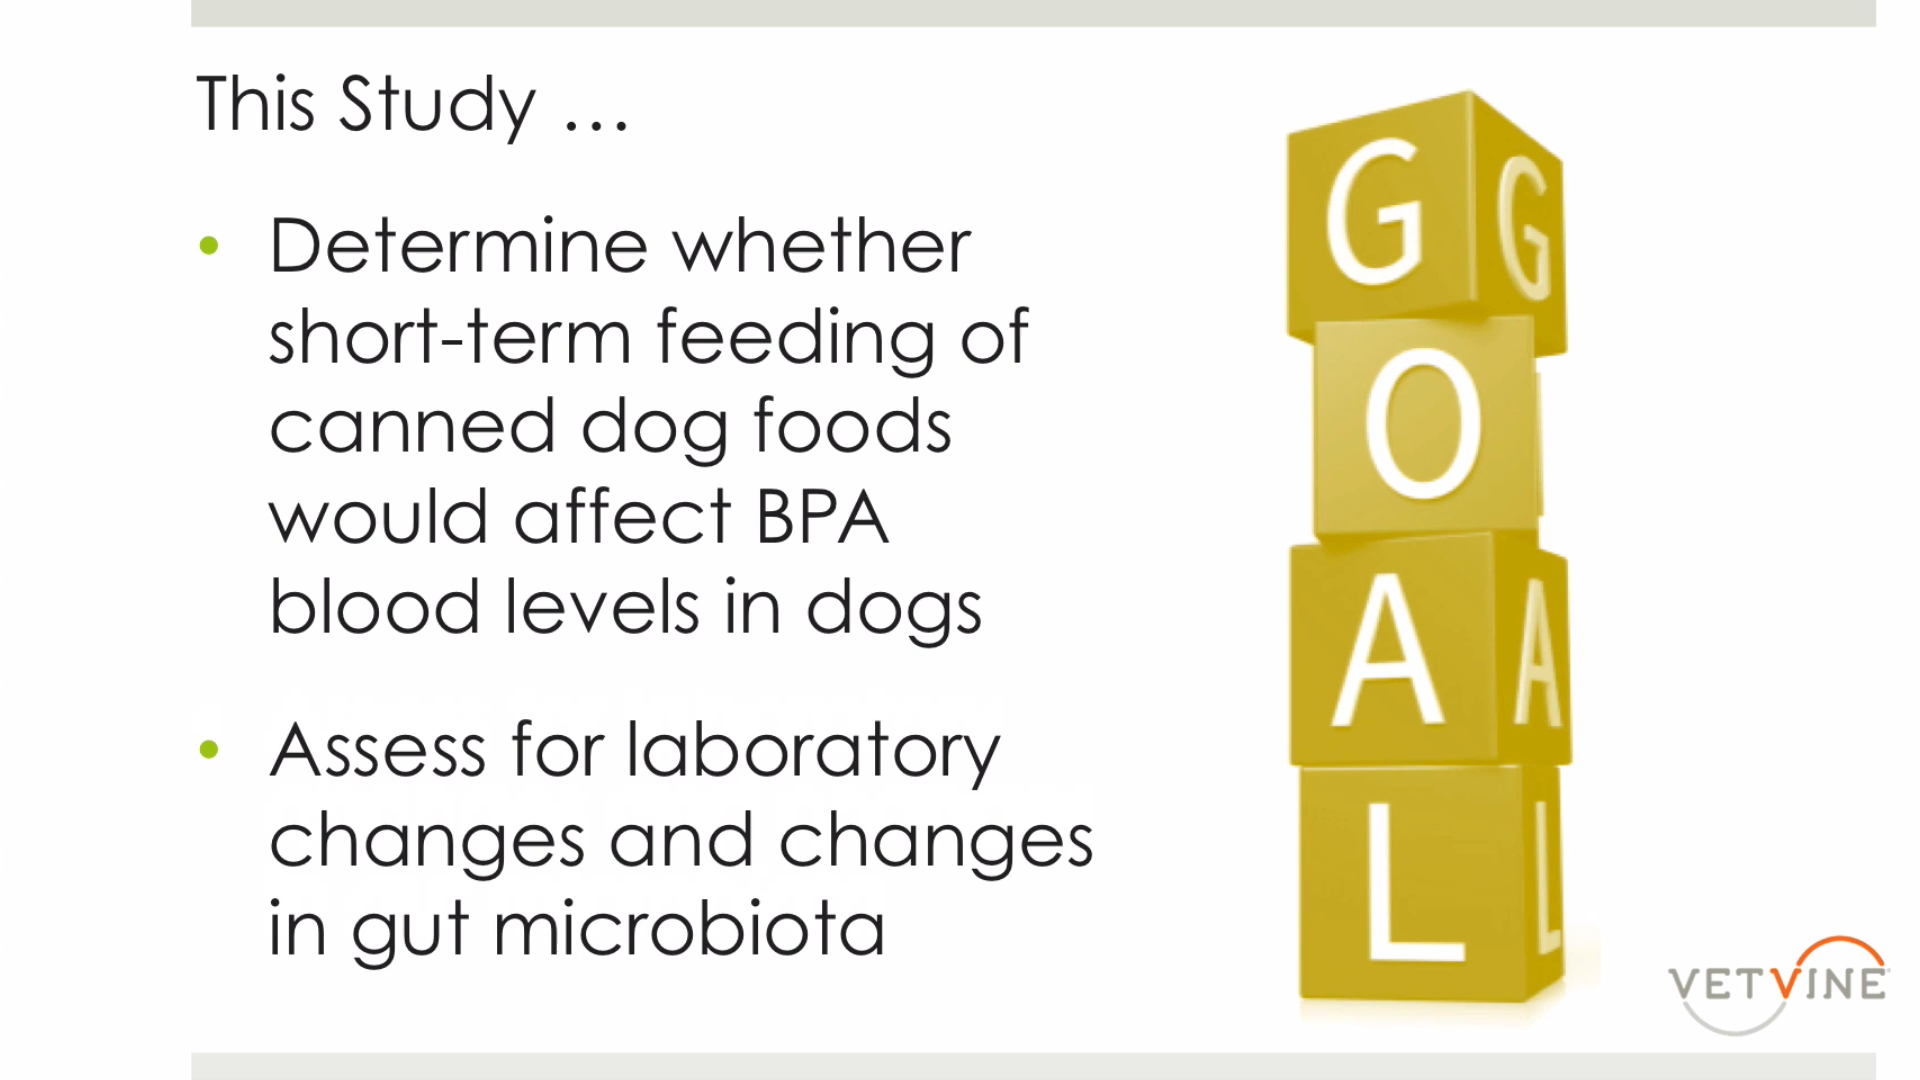 This Study ...
• Determine whether
short-term feeding of
canned dog foods
would affect BPA
blood levels in dogs
• Assess for laboratory
changes and changes
in gut microbiota
G G
O
A A
L L
VETVINE